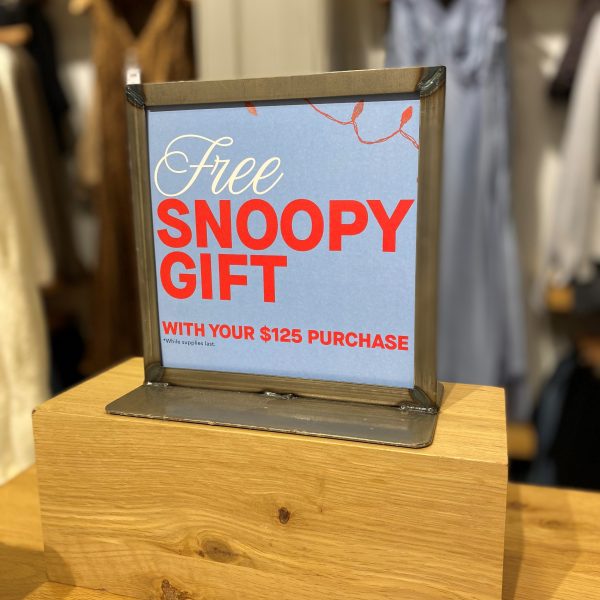 Free
SNOOPY
GIFT
WITH YOUR $125 PURCHASE
*While supplies last.